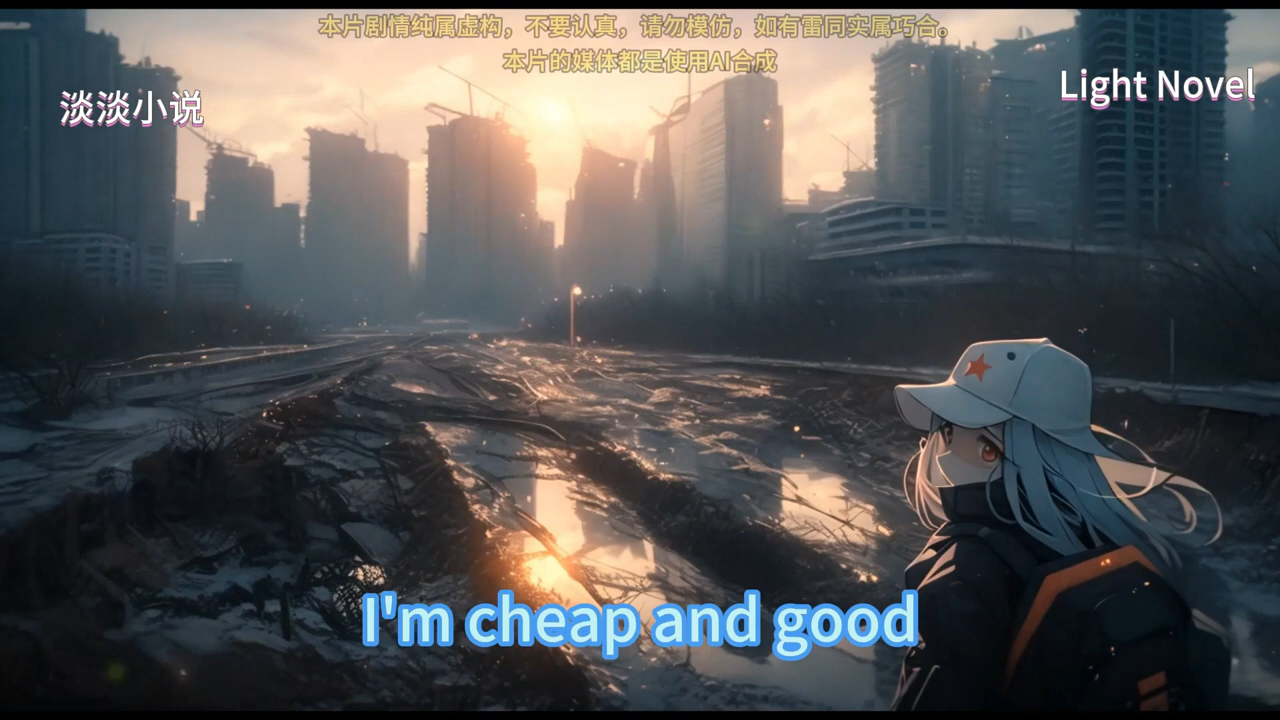 本片剧情纯属虚构，不要认真，请勿模仿，如有雷同实属巧合。
本片的媒体都是使用AI合成
淡淡小说
Light Novel
I'm cheap and good